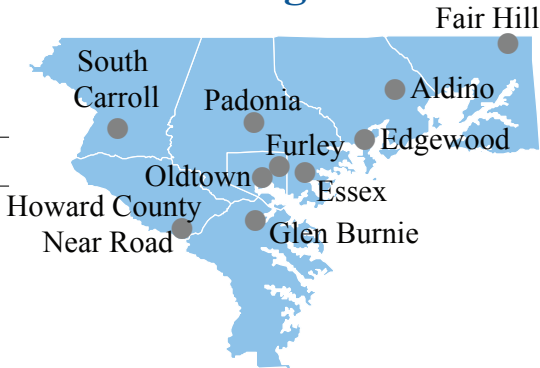 Fair Hill
South
Carroll
Aldino
Padonia
Furley
Edgewood
Oldtown
Essex
Howard County
Near Road
Glen Burnie